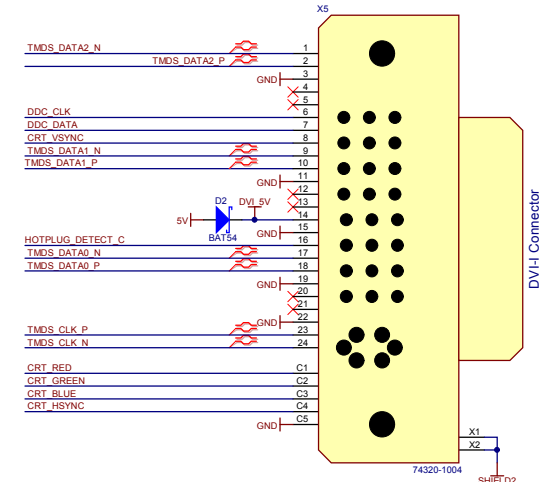 X5
TMDS_DATA2_N 1
TMDS_DATA2_P 2
GND 3
4
5
DDC_CLK 6
DDC_DATA 7
CRT_VSYNC 8
TMDS_DATA1_N 9
TMDS_DATA1_P 10
GND 11
12
D2 DVI_5V 13
5V 14
BAT54 GND 15
HOTPLUG_DETECT_C 16
TMDS_DATA0_N 17
TMDS_DATA0_P 18
GND 19
20
21
GND 22
TMDS_CLK_P 23
TMDS_CLK_N 24
CRT_RED C1
CRT_GREEN C2
CRT_BLUE C3
CRT_HSYNC C4
GND C5
DVI-I Connector
X1
X2
74320-1004
SHIELD2